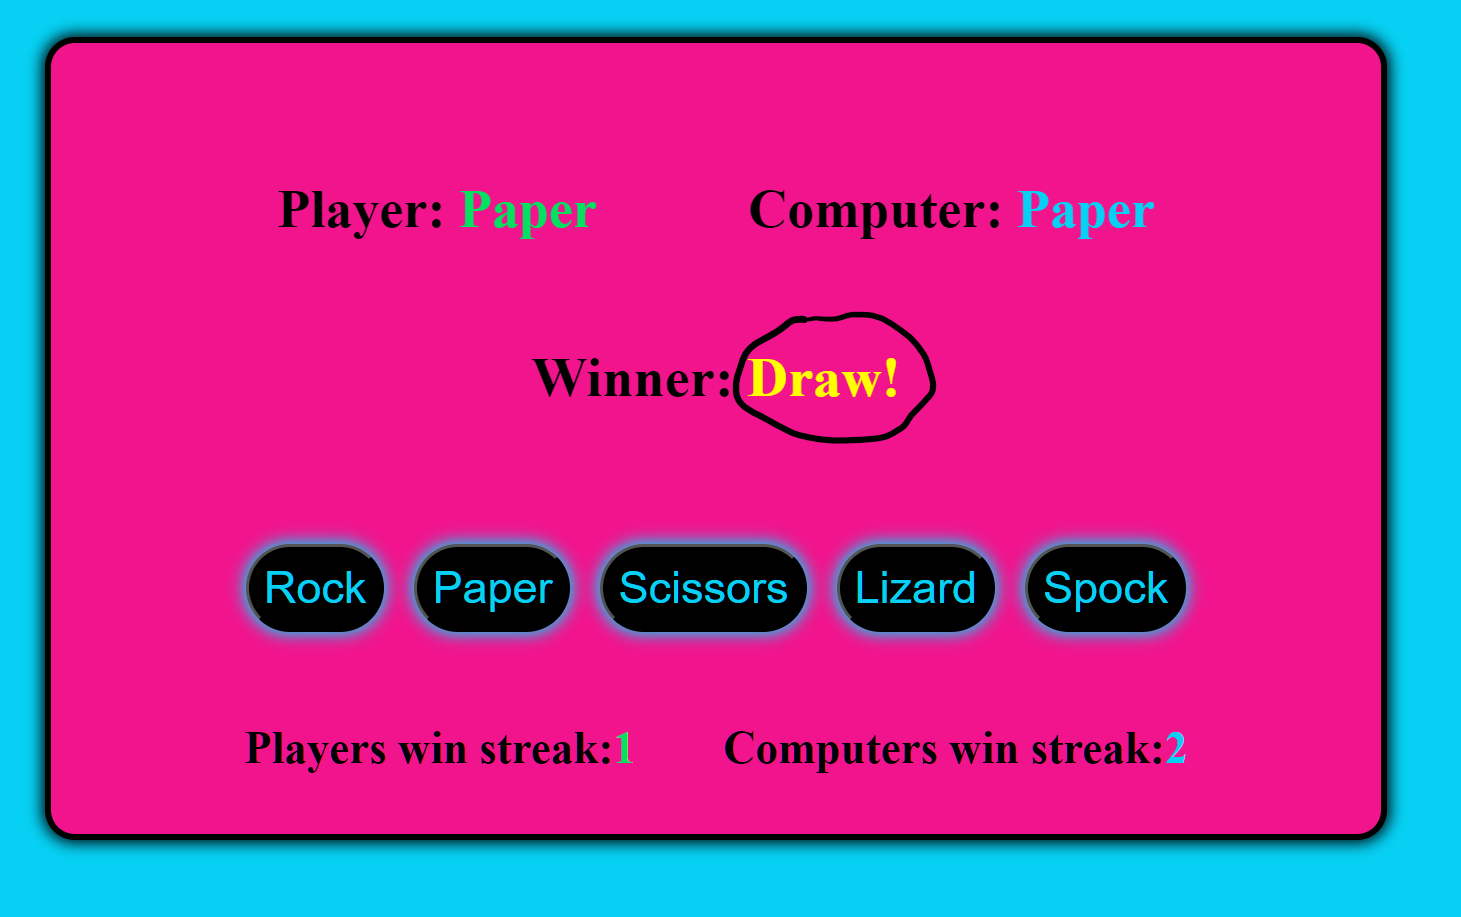 Player: Paper Computer: Paper
Winner: Draw!
Rock Paper Scissors Lizard Spock
Players win streak:1 Computers win streak:2